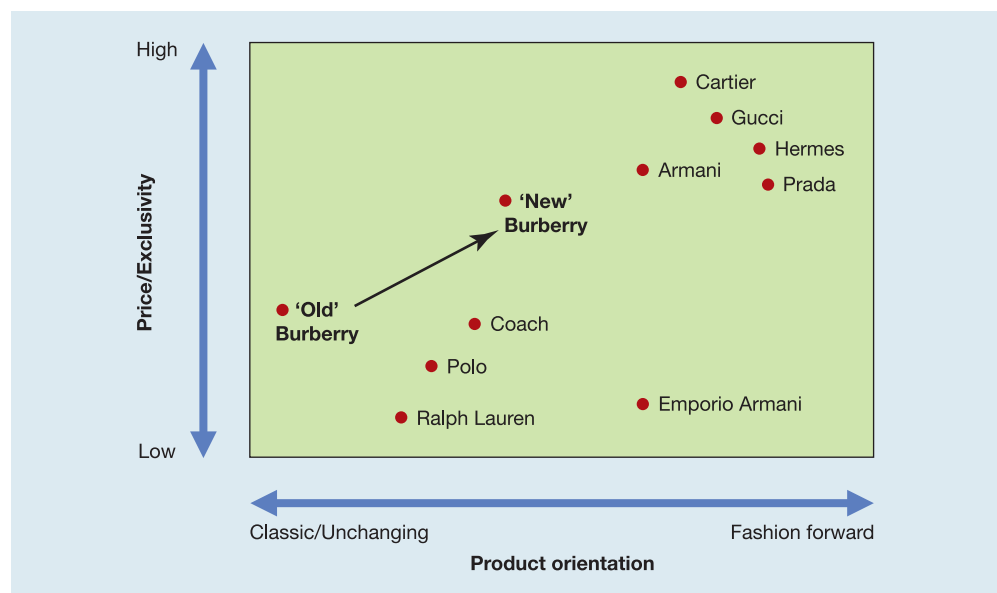 High
Cartier
Gucci
Hermes
Armani
Prada
‘New’
Burberry
Price/Exclusivity
‘Old’
Burberry
Coach
Polo
Emporio Armani
Ralph Lauren
Low
Classic/Unchanging
Fashion forward
Product orientation